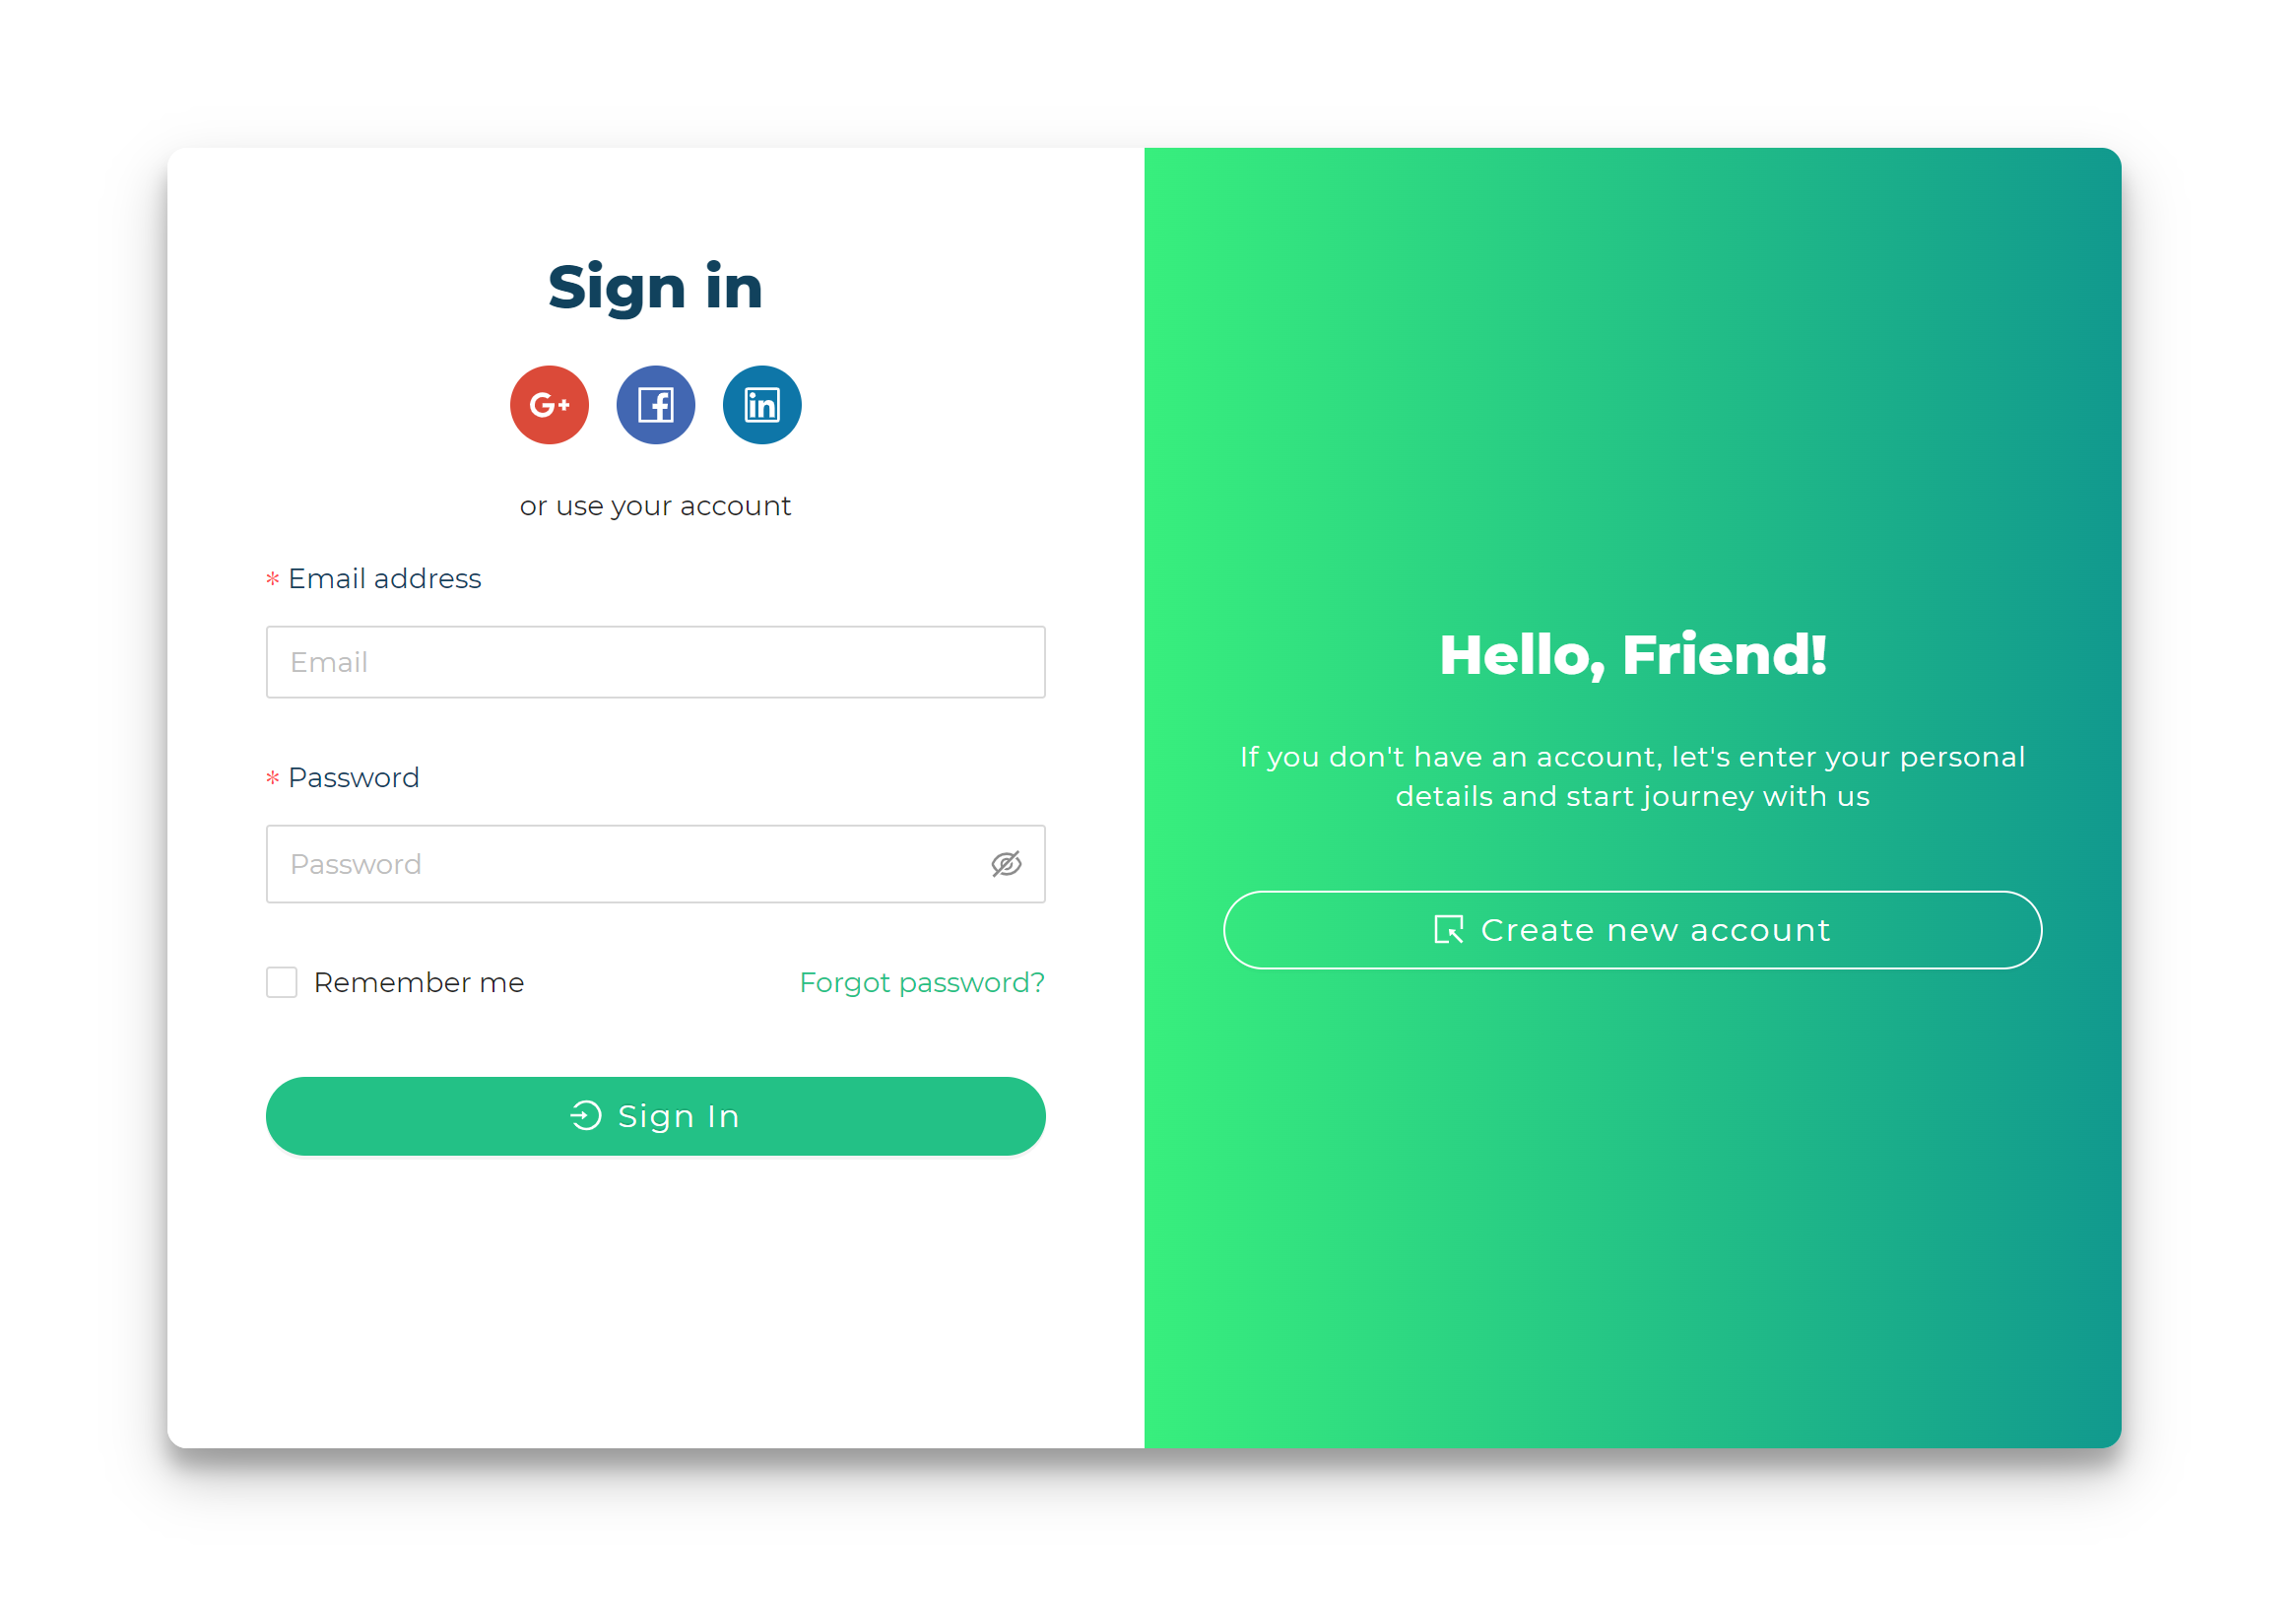 Sign in
G+
f
in
or use your account
* Email address
Email
* Password
Password
Remember me
Forgot password?
Sign In
Hello, Friend!
If you don't have an account, let's enter your personal
details and start journey with us
Create new account